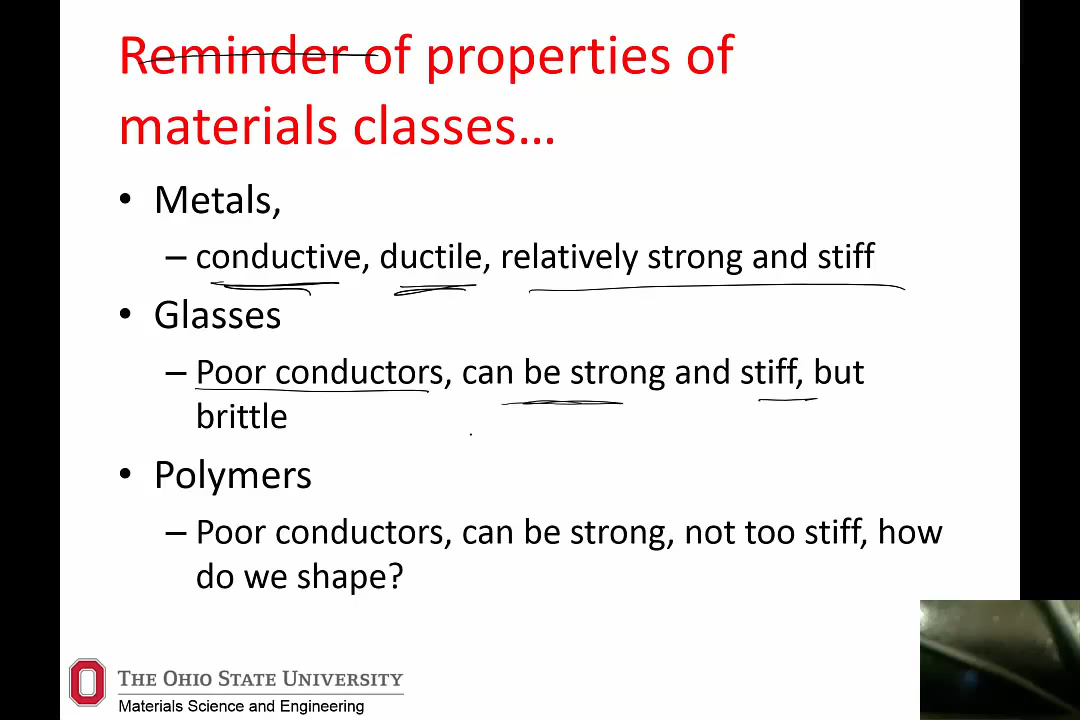 Reminder of properties of
materials classes…
• Metals,
– conductive, ductile, relatively strong and stiff
• Glasses
– Poor conductors, can be strong and stiff, but
brittle
• Polymers
– Poor conductors, can be strong, not too stiff, how
do we shape?
THE OHIO STATE UNIVERSITY
Materials Science and Engineering